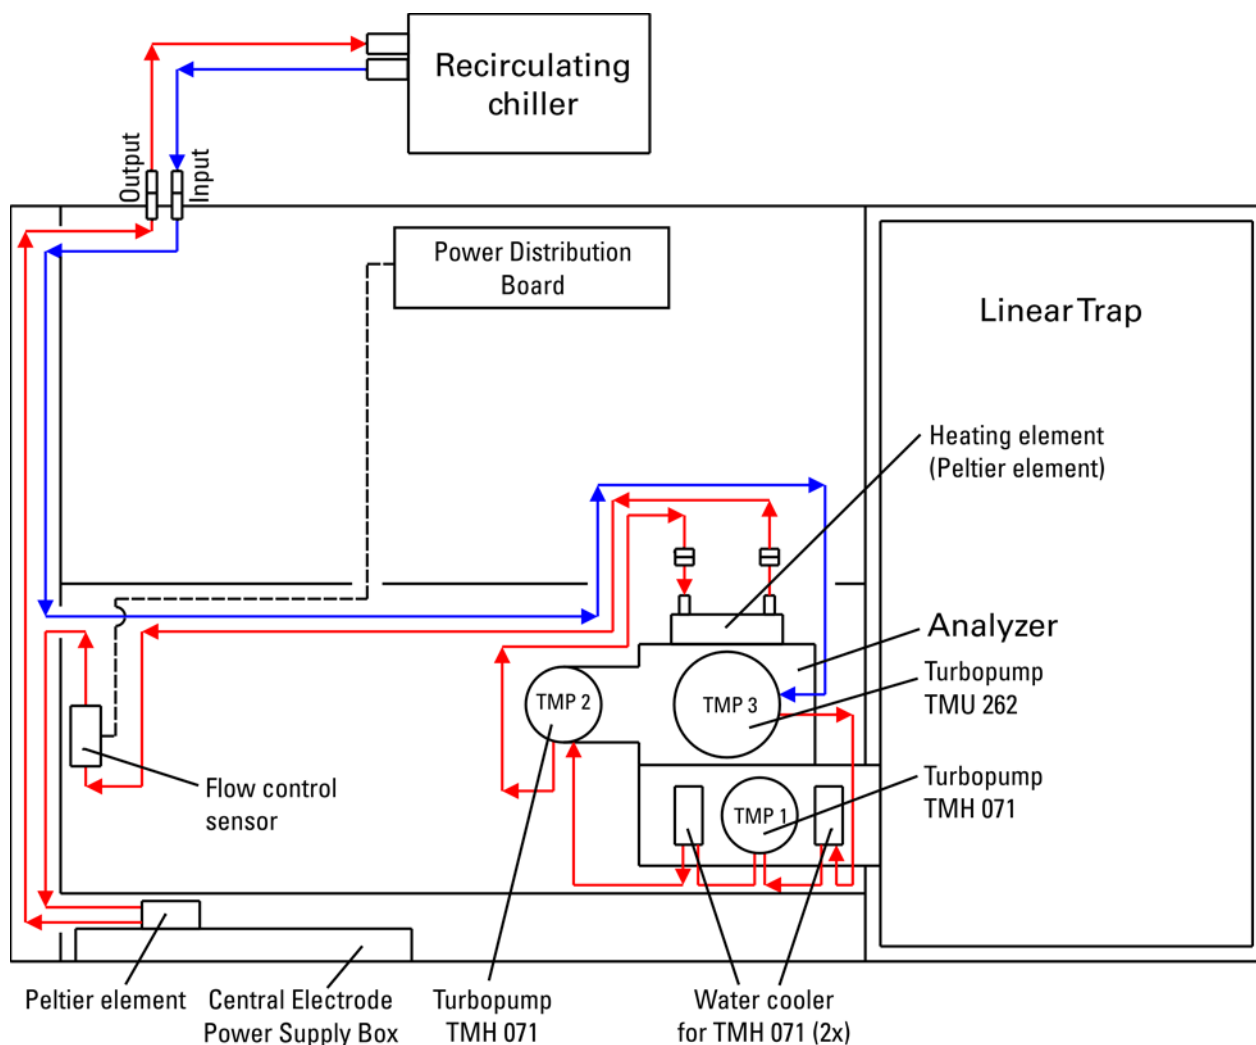 Recirculating
chiller
Output
Input
Power Distribution
Board
Linear Trap
Heating element
(Peltier element)
Analyzer
Turbopump
TMU 262
TMP 2
TMP 3
Turbopump
TMH 071
Flow control
sensor
TMP 1
Peltier element
Central Electrode
Power Supply Box
Turbopump
TMH 071
Water cooler
for TMH 071 (2x)